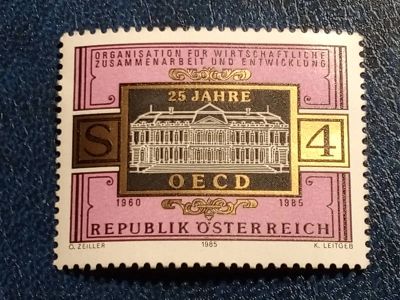 ORGANISATION FÜR WIRTSCHAFTLICHE
ZUSAMMENARBEIT UND ENTWICKLUNG
25 JAHRE
S 4
OECD
1960 1985
REPUBLIK ÖSTERREICH
O. ZEILLER 1985 K. LEITGEB